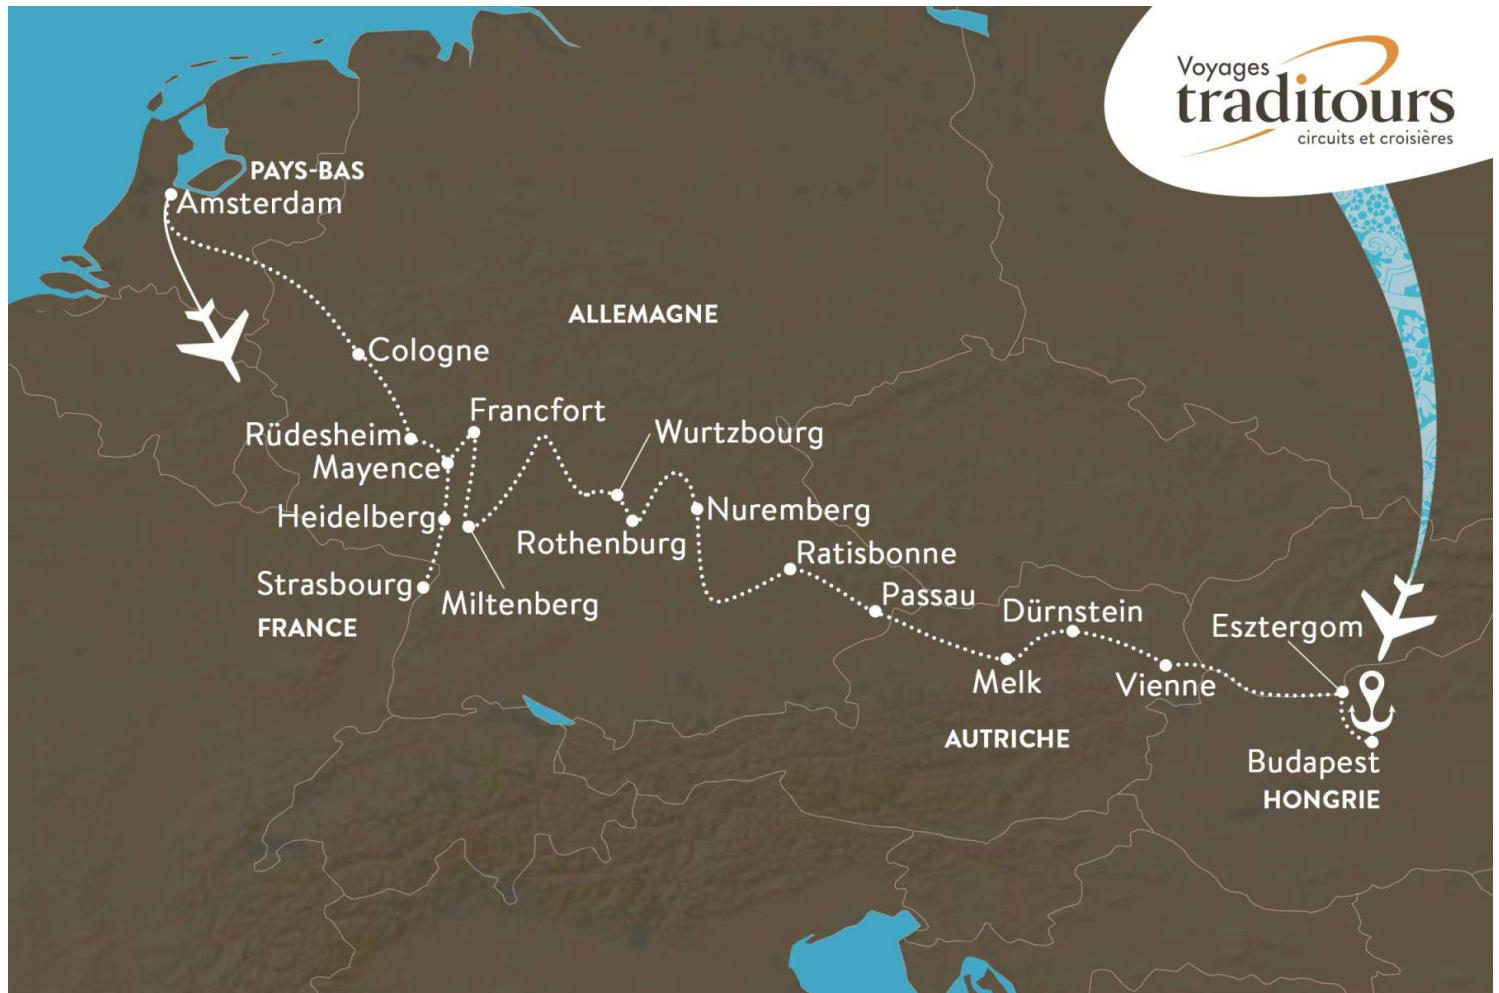 Voyages
traditours
circuits et croisières
PAYS-BAS
Amsterdam
ALLEMAGNE
Cologne
Francfort
Rüdesheim
Wurtzbourg
Mayence
Heidelberg
Nuremberg
Rothenburg
Ratisbonne
Strasbourg
Miltenberg
Passau
FRANCE
Dürnstein
Esztergom
Melk
Vienne
AUTRICHE
Budapest
HONGRIE